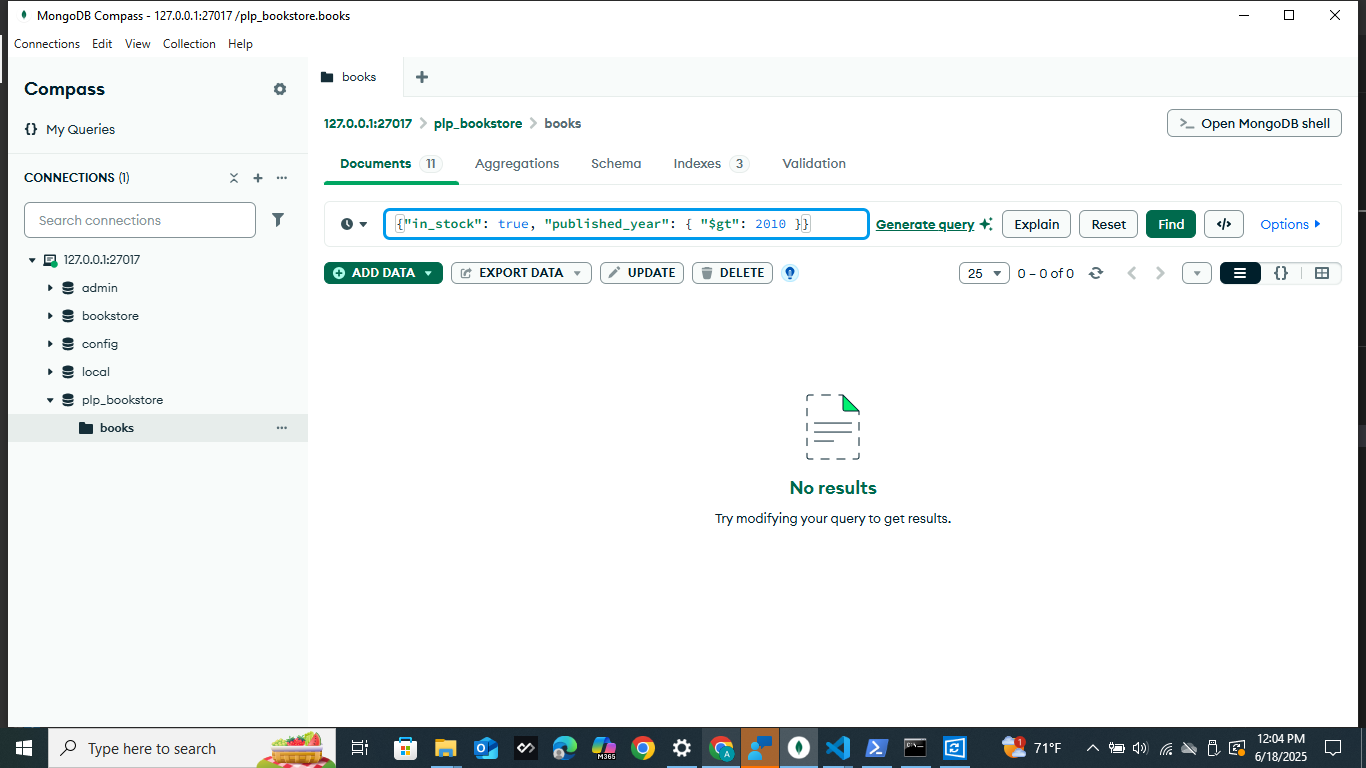 MongoDB Compass - 127.0.0.1:27017 /plp_bookstore.books
Connections Edit View Collection Help
Compass
{} My Queries
CONNECTIONS (1)
Search connections
127.0.0.1:27017
admin
bookstore
config
local
plp_bookstore
books
books
127.0.0.1:27017 > plp_bookstore > books
>_ Open MongoDB shell
Documents 11 Aggregations Schema Indexes 3 Validation
{"in_stock": true, "published_year": { "$gt": 2010 }}
Generate query Explain Reset Find </> Options
ADD DATA EXPORT DATA UPDATE DELETE
25 0 – 0 of 0 {}
No results
Try modifying your query to get results.
Type here to search
M365
A
1
71°F
12:04 PM
6/18/2025